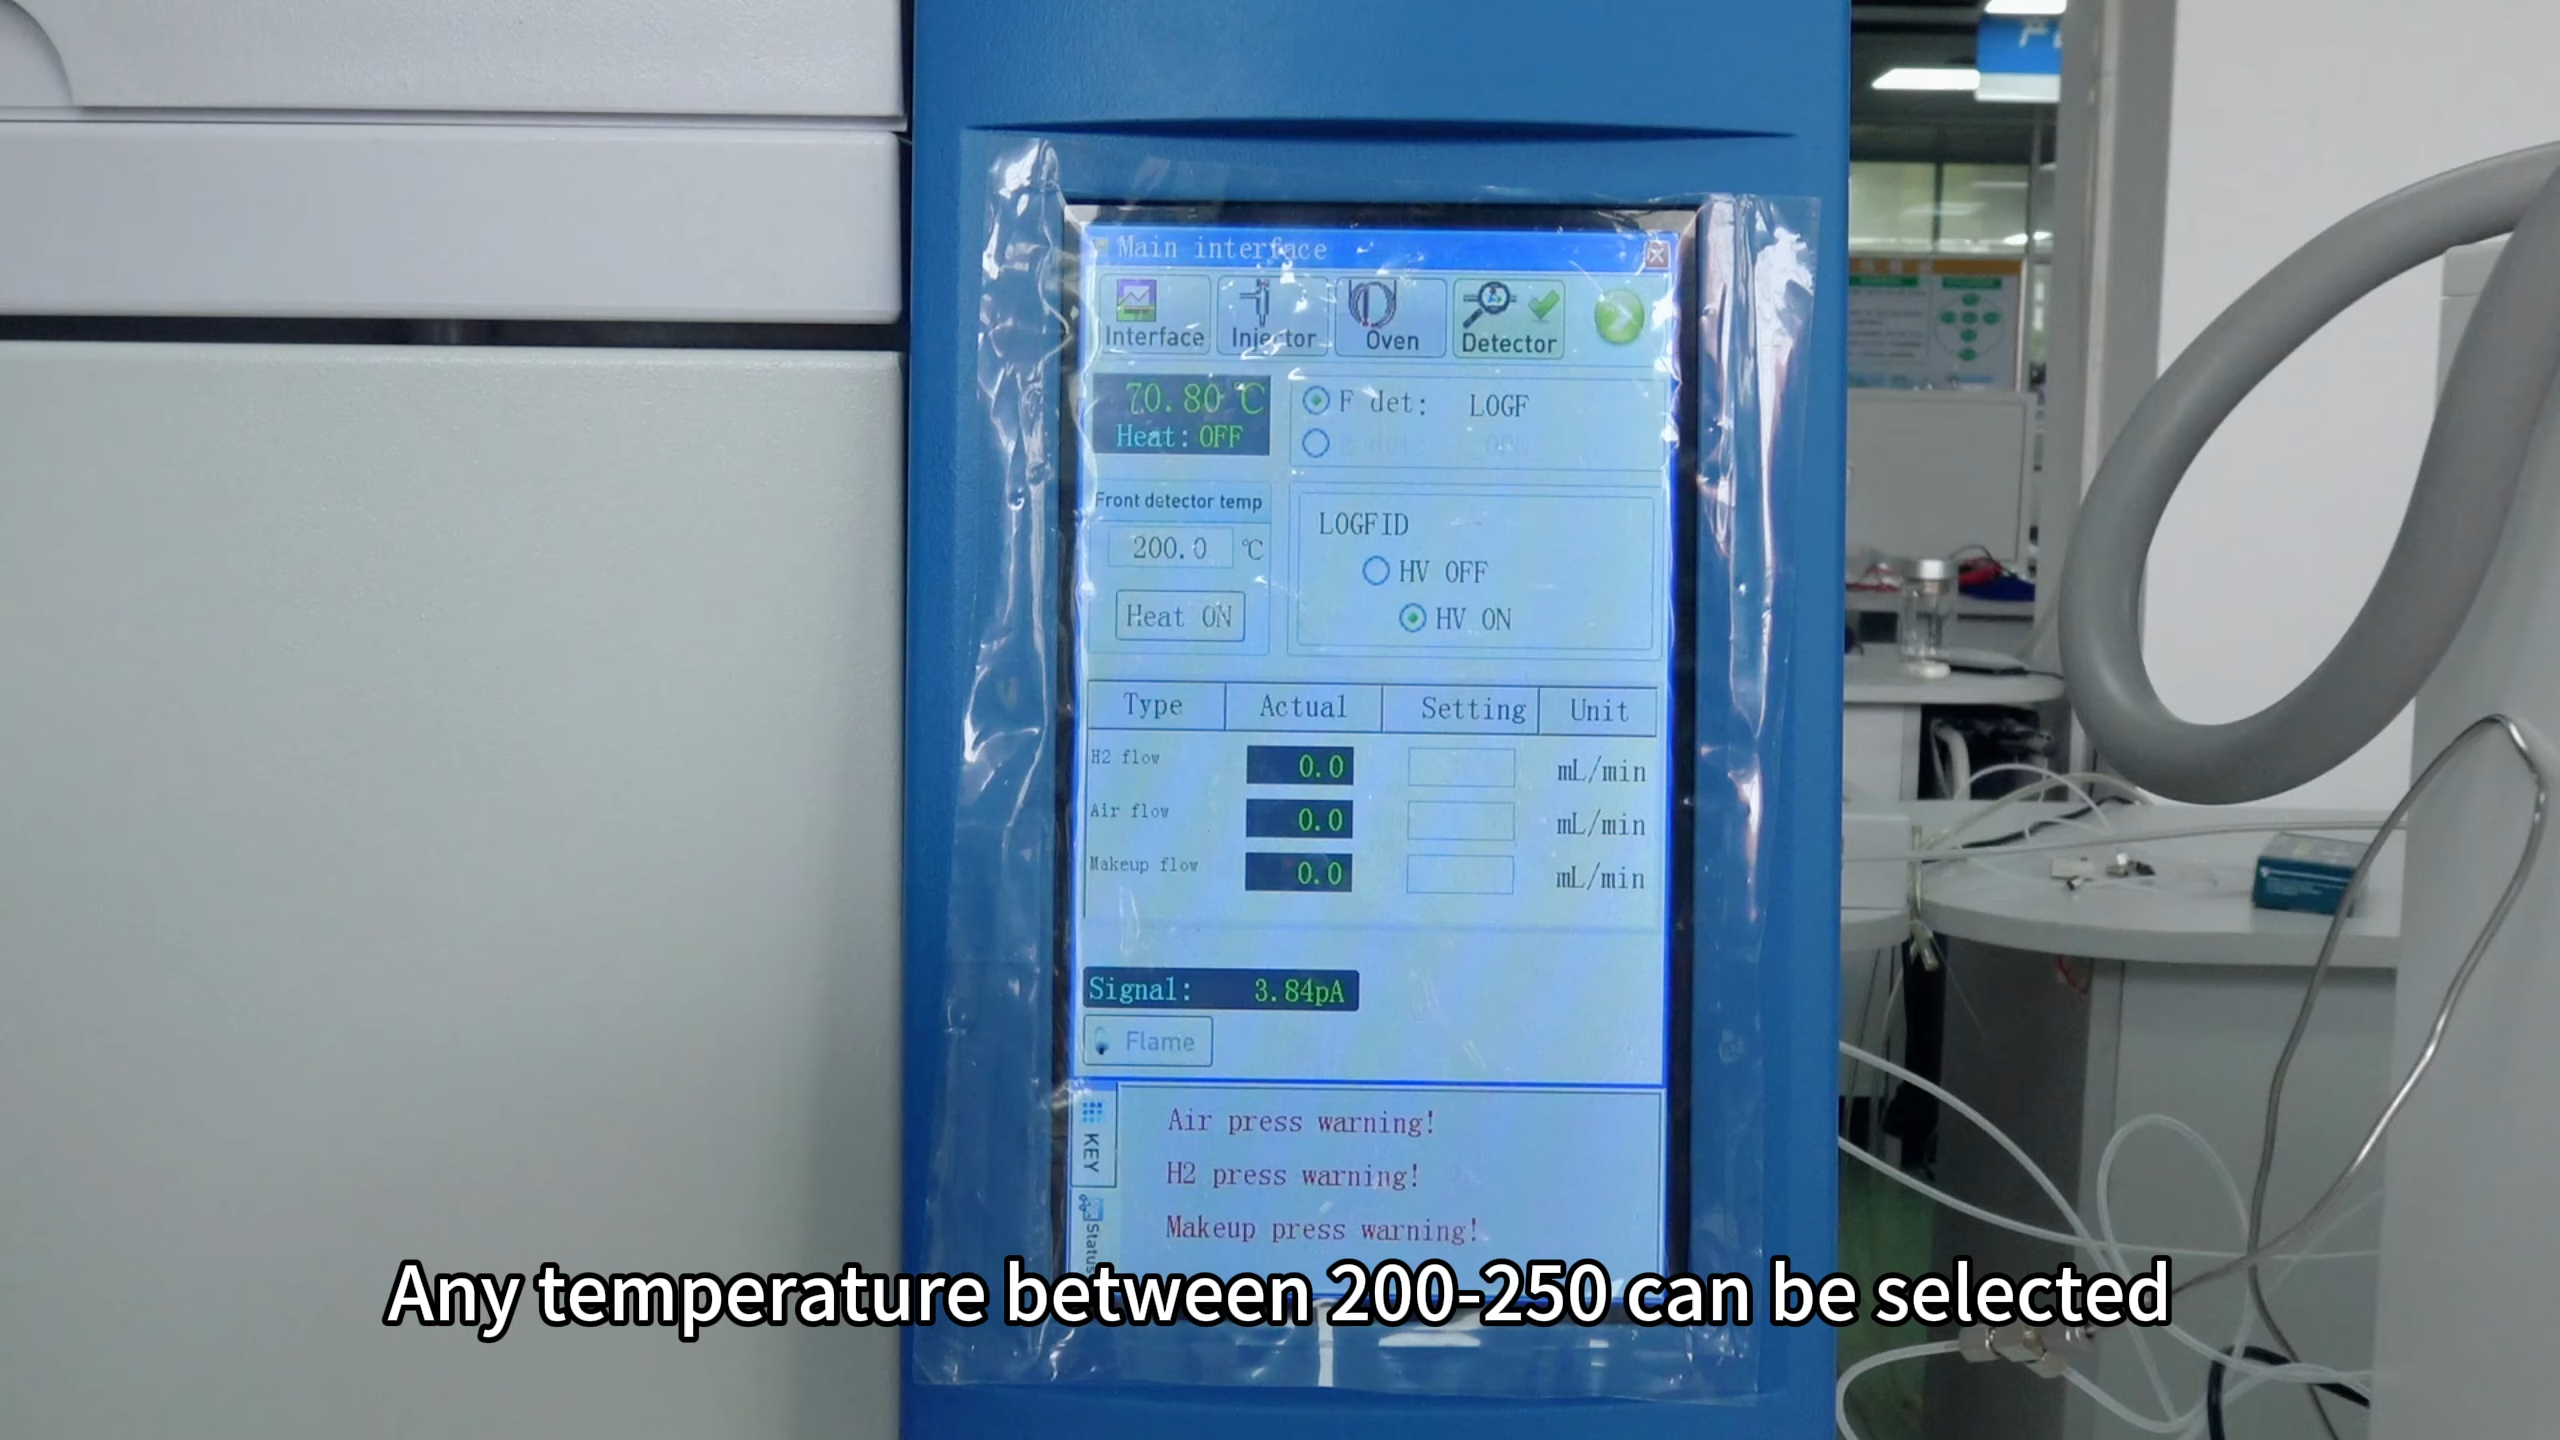 Main interface
Interface
Injector
Oven
Detector
70.80 ℃
Heat: OFF
F det: LOGF
det:
Front detector temp
200.0 ℃
Heat ON
LOGFID
HV OFF
HV ON
Type Actual Setting Unit
H2 flow 0.0 mL/min
Air flow 0.0 mL/min
Makeup flow 0.0 mL/min
Signal: 3.84pA
Flame
KEY
Status
Air press warning!
H2 press warning!
Makeup press warning!
Any temperature between 200-250 can be selected